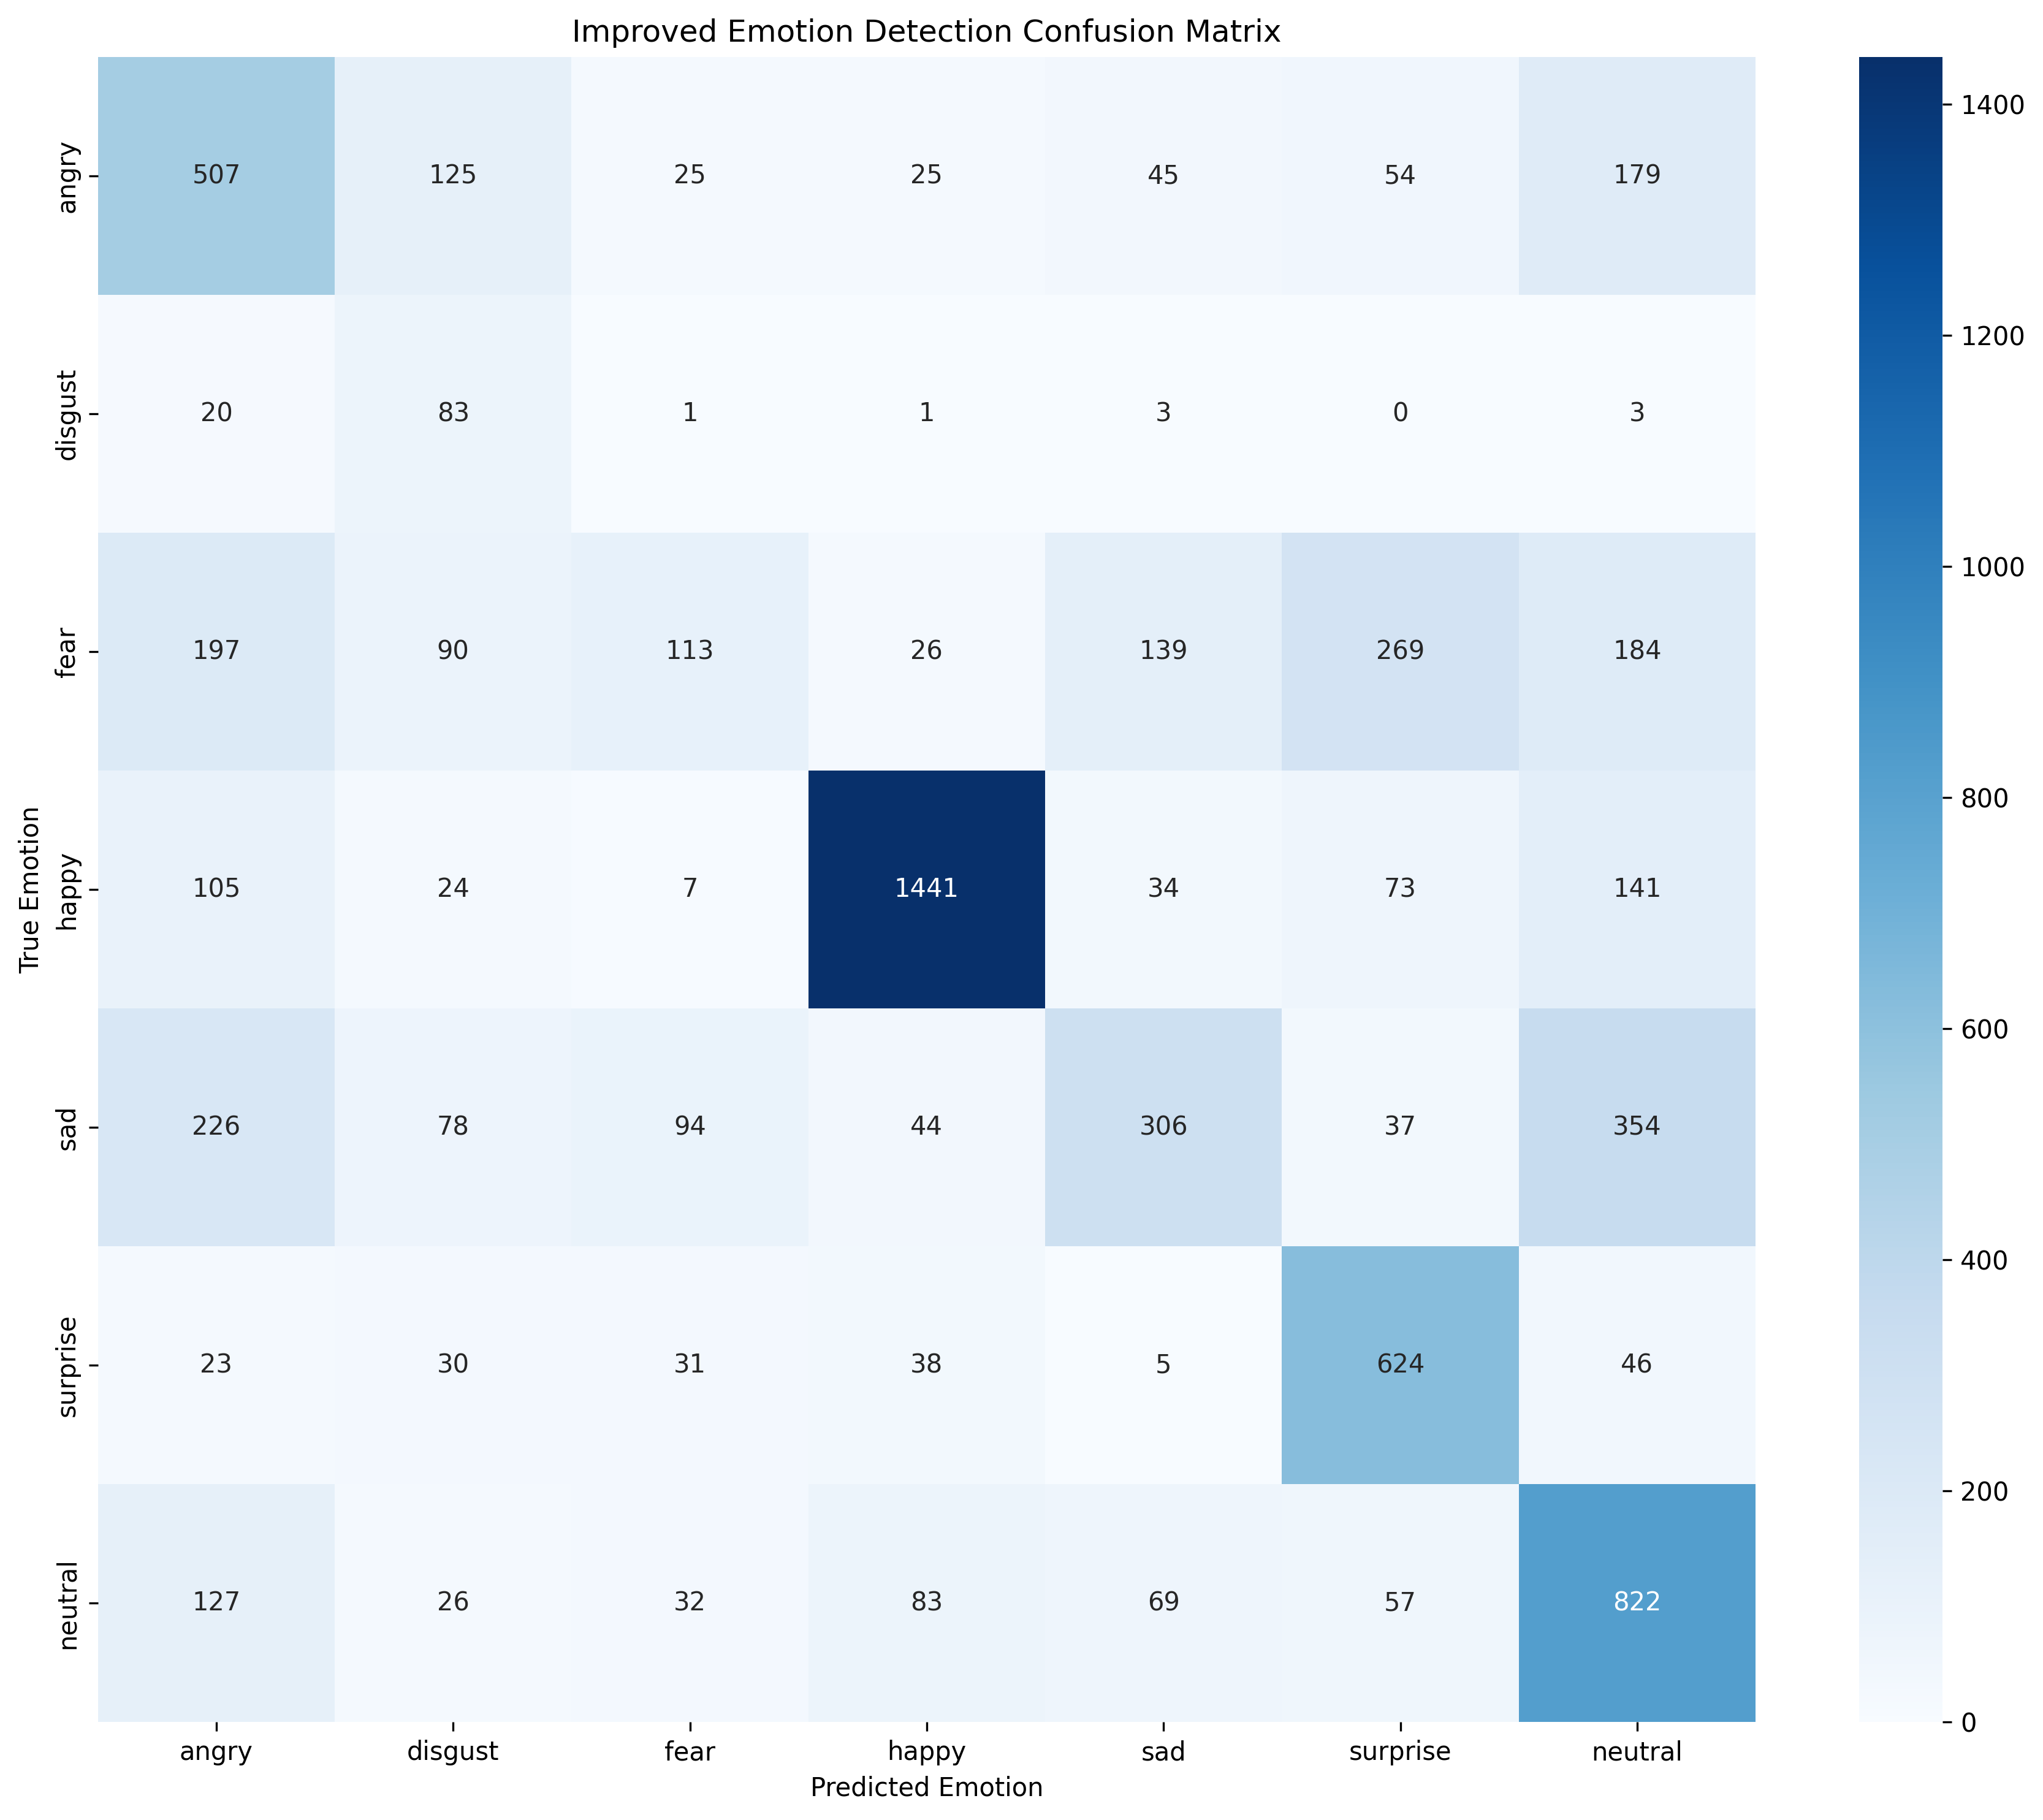 Improved Emotion Detection Confusion Matrix
True Emotion
angry 507 125 25 25 45 54 179
disgust 20 83 1 1 3 0 3
fear 197 90 113 26 139 269 184
happy 105 24 7 1441 34 73 141
sad 226 78 94 44 306 37 354
surprise 23 30 31 38 5 624 46
neutral 127 26 32 83 69 57 822
angry disgust fear happy sad surprise neutral
Predicted Emotion
1400
1200
1000
800
600
400
200
0